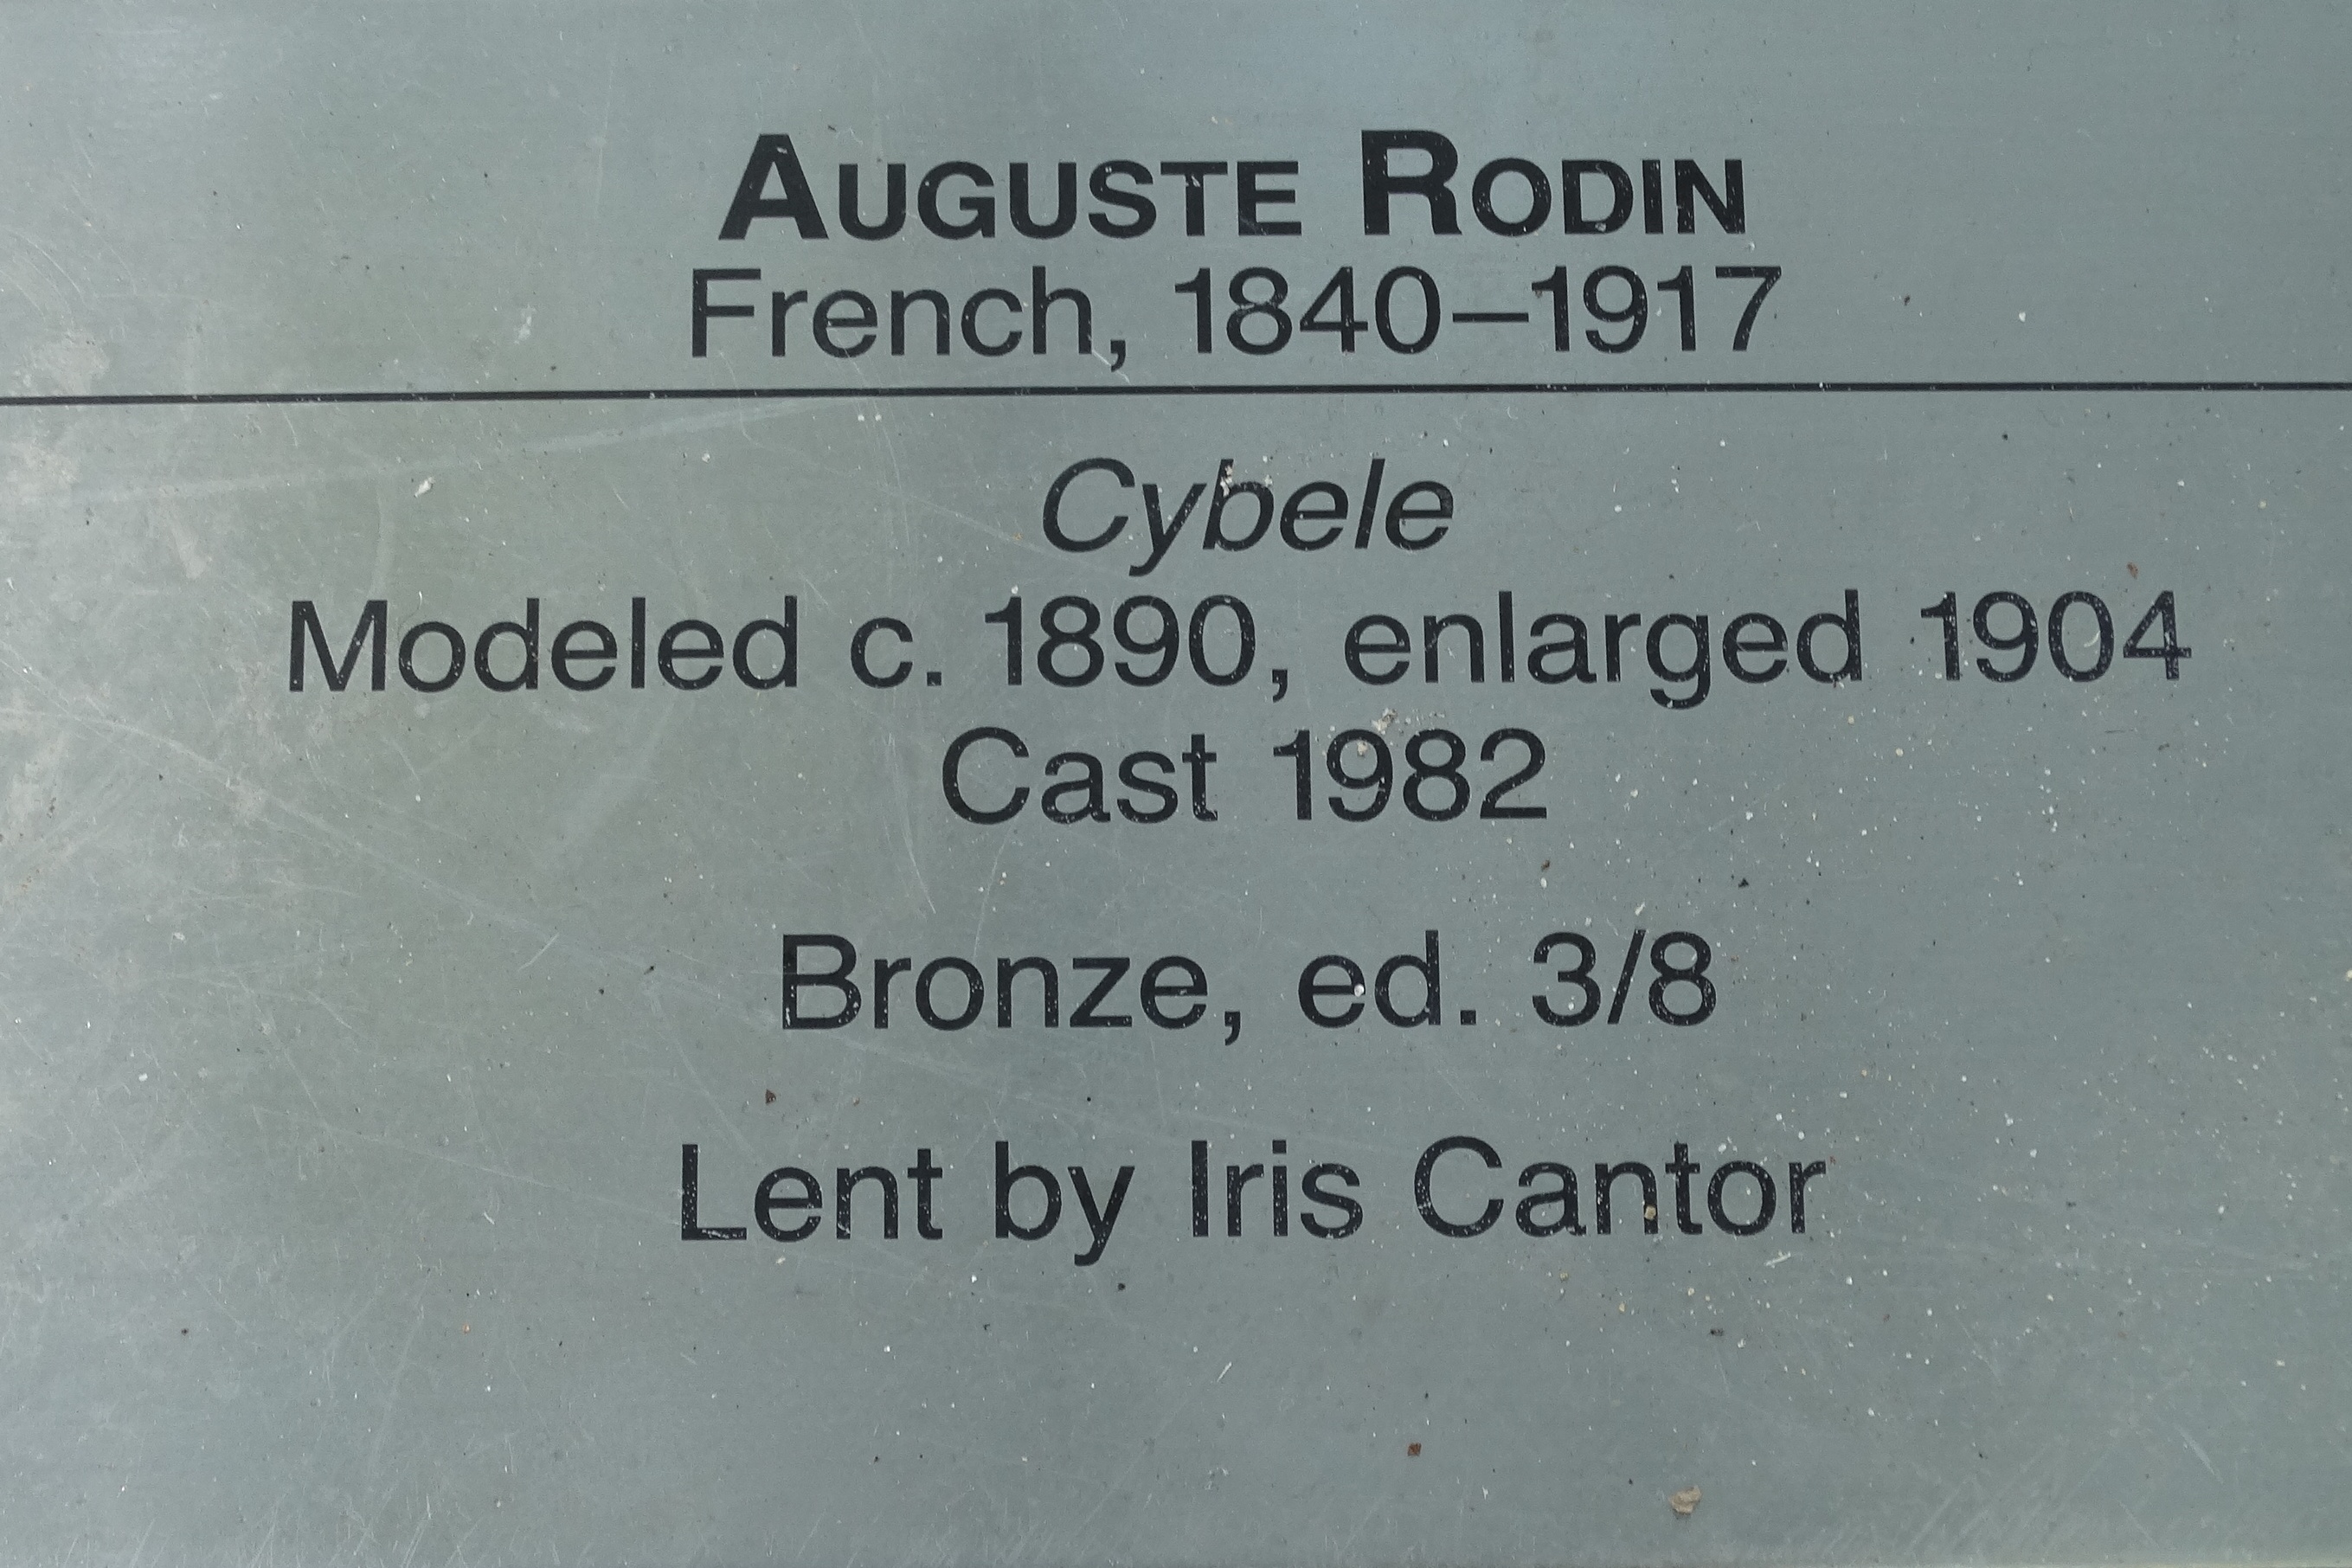 AUGUSTE RODIN
French, 1840–1917
Cybele
Modeled c. 1890, enlarged 1904
Cast 1982
Bronze, ed. 3/8
Lent by Iris Cantor